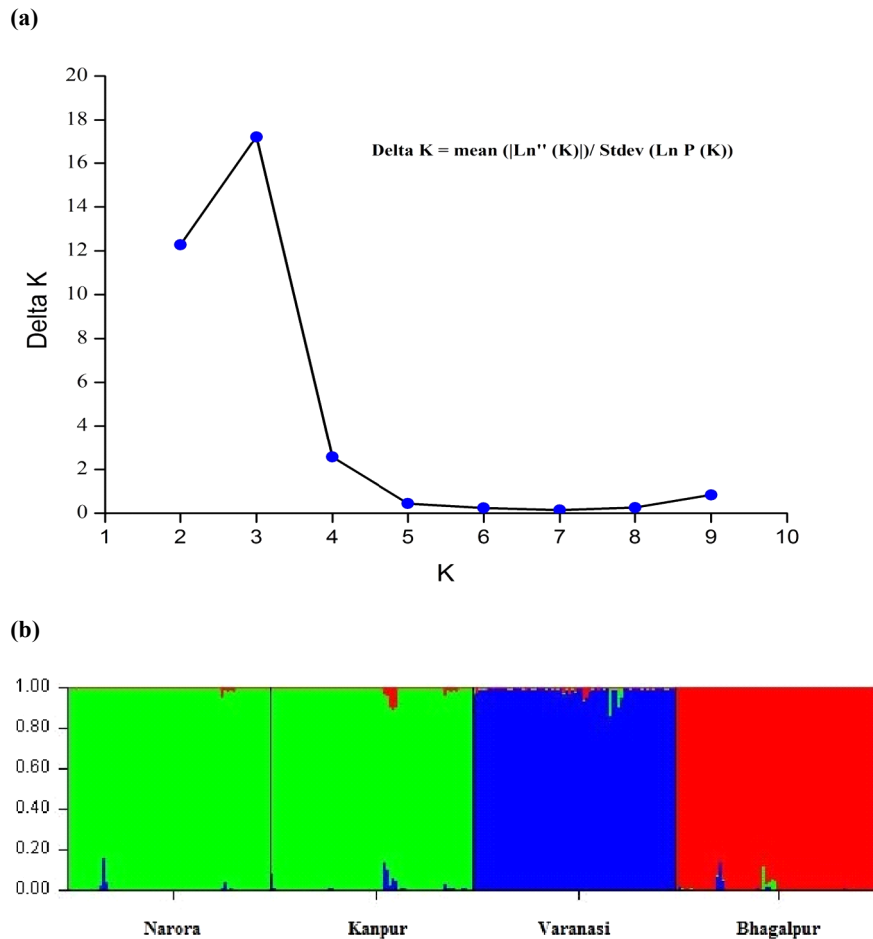 (a)
20
18
16
14
12
10
8
6
4
2
0
Delta K = mean (|Ln'' (K)|)/ Stdev (Ln P (K))
Delta K
1 2 3 4 5 6 7 8 9 10
K
(b)
1.00
0.80
0.60
0.40
0.20
0.00
Narora Kanpur Varanasi Bhagalpur